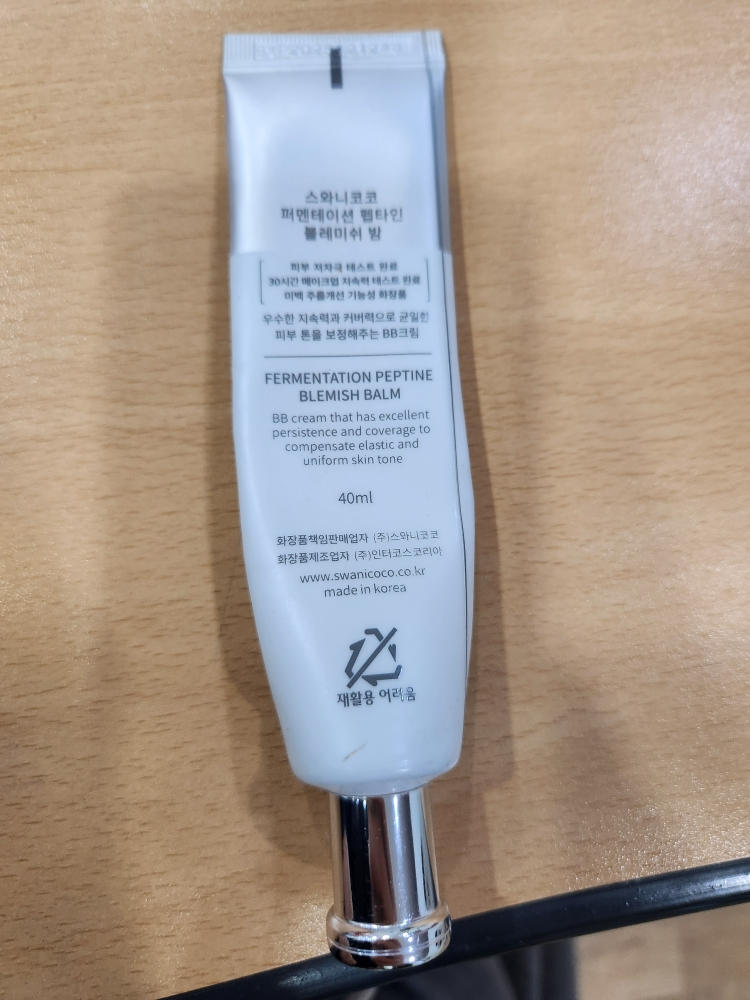 스와니코코
퍼멘테이션 펩타인
블레미쉬 밤
피부 저자극 테스트 완료
30시간 메이크업 지속력 테스트 완료
미백 주름개선 기능성 화장품
우수한 지속력과 커버력으로 균일한
피부 톤을 보정해주는 BB크림
FERMENTATION PEPTINE
BLEMISH BALM
BB cream that has excellent
persistence and coverage to
compensate elastic and
uniform skin tone
40ml
화장품책임판매업자 (주)스와니코코
화장품제조업자 (주)인터코스코리아
www.swanicoco.co.kr
made in korea
재활용 어려움